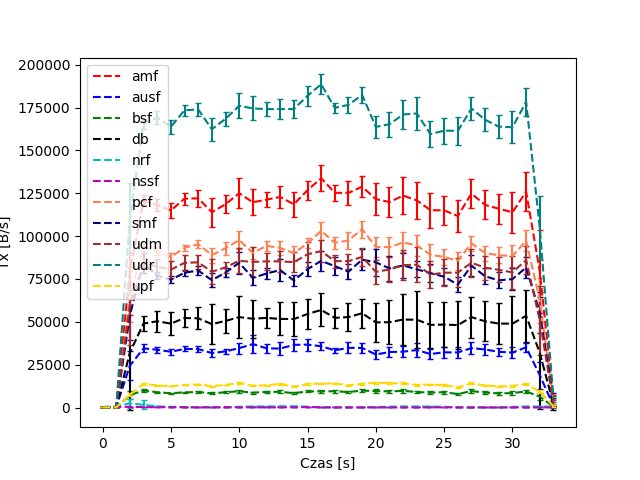 200000
175000
150000
125000
100000
75000
50000
25000
0
Tx [B/s]
amf
ausf
bsf
db
nrf
nssf
pcf
smf
udm
udr
upf
0 5 10 15 20 25 30
Czas [s]